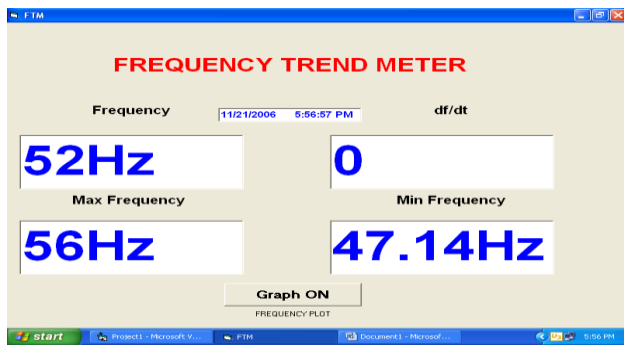 FTM
FREQUENCY TREND METER
Frequency 11/21/2006 5:56:57 PM df/dt
52Hz 0
Max Frequency Min Frequency
56Hz 47.14Hz
Graph ON
FREQUENCY PLOT
start Project1 - Microsoft V... FTM Document1 - Microsof... 5:56 PM